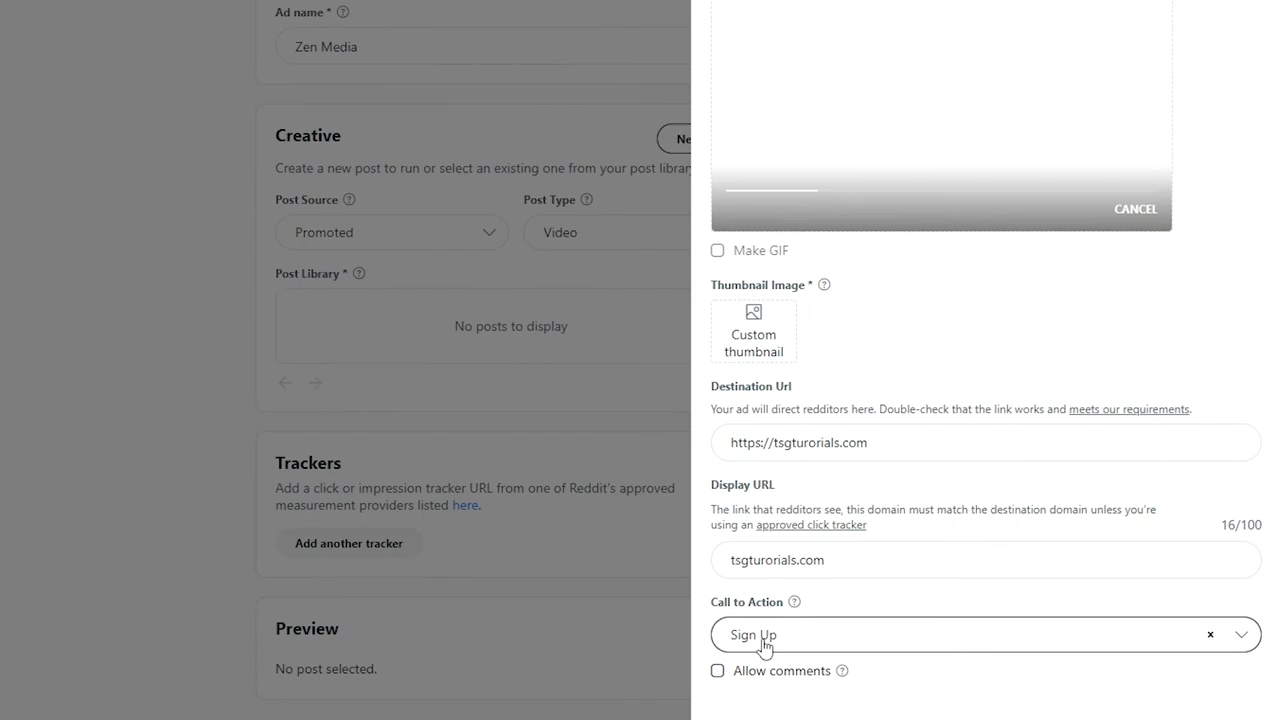 Ad name *
Zen Media
Creative
Create a new post to run or select an existing one from your post library
Post Source
Post Type
Promoted
Video
Post Library *
No posts to display
Trackers
Add a click or impression tracker URL from one of Reddit's approved
measurement providers listed here.
Add another tracker
Preview
No post selected.
CANCEL
Make GIF
Thumbnail Image *
Custom
thumbnail
Destination Url
Your ad will direct redditors here. Double-check that the link works and meets our requirements.
https://tsgturorials.com
Display URL
The link that redditors see, this domain must match the destination domain unless you're
using an approved click tracker
16/100
tsgturorials.com
Call to Action
Sign Up
Allow comments